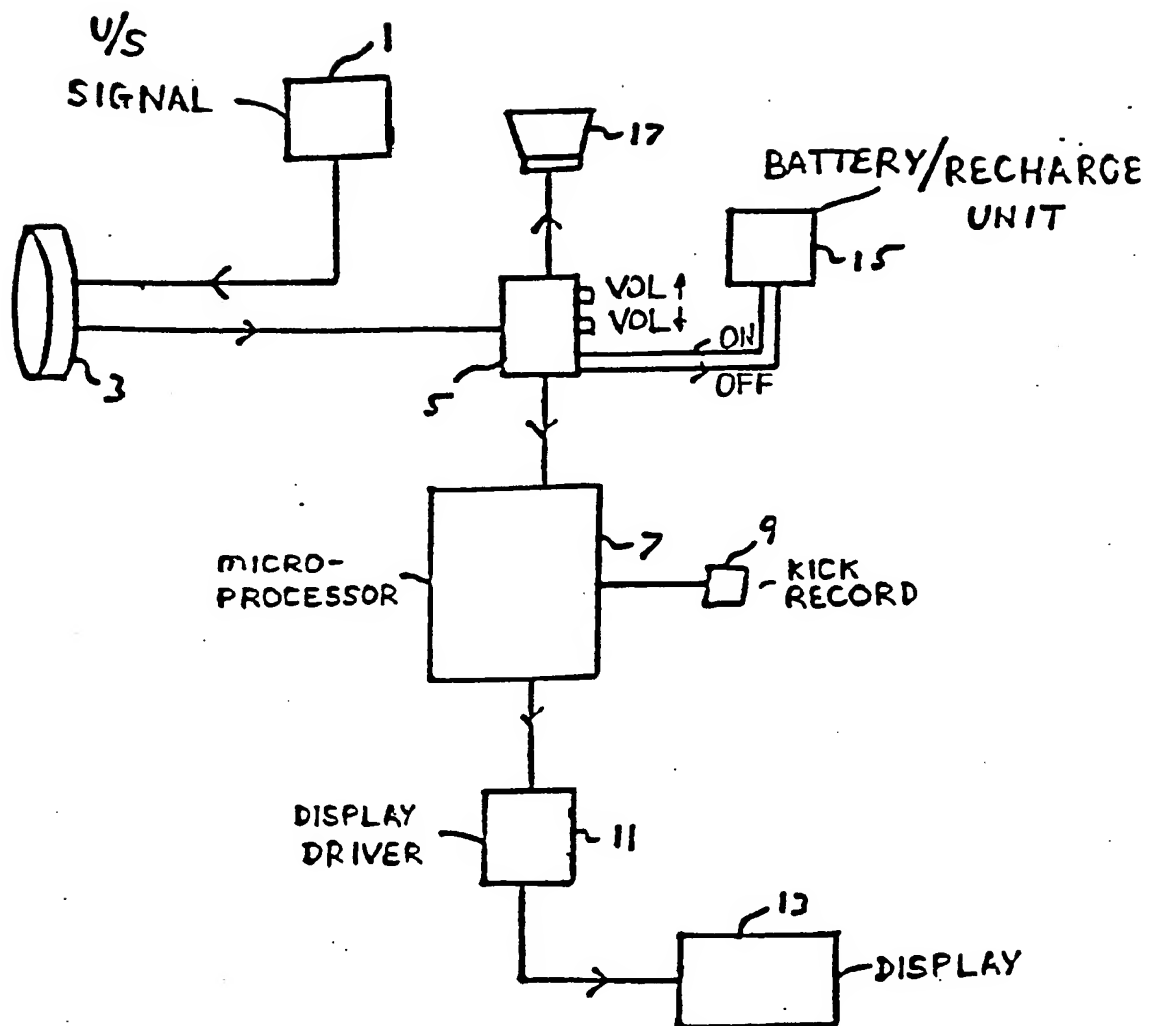 U/S
SIGNAL
1
17
BATTERY/RECHARGE
UNIT
15
VOL ↑
VOL ↓
ON
OFF
3
5
7
9
MICRO-
PROCESSOR
KICK
RECORD
DISPLAY
DRIVER
11
13
DISPLAY